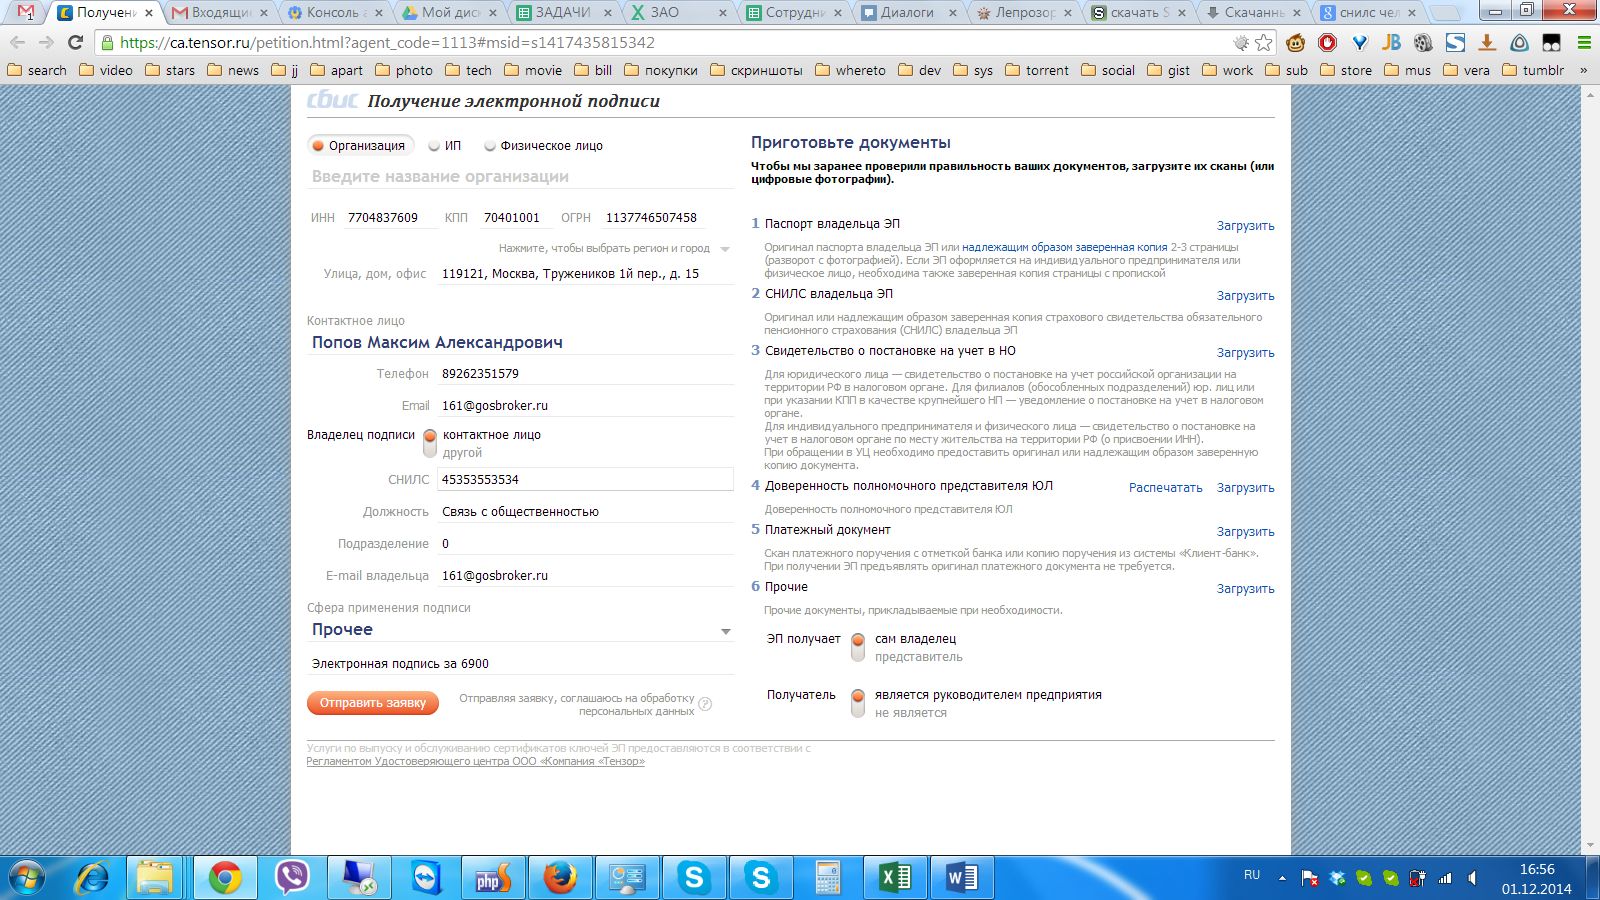 1
Получени
Входящие
Консоль а
Мой дис
ЗАДАЧИ
ЗАО
Сотрудни
Диалоги
Лепрозор
скачать S
Скачанны
снилс чел
https://ca.tensor.ru/petition.html?agent_code=1113#msid=s1417435815342
search video stars news jj apart photo tech movie bill покупки скриншоты whereto dev sys torrent social gist work sub store mus vera tumblr »
сбис Получение электронной подписи
Организация ИП Физическое лицо
Введите название организации
ИНН 7704837609 КПП 70401001 ОГРН 1137746507458
Нажмите, чтобы выбрать регион и город
Улица, дом, офис 119121, Москва, Тружеников 1й пер., д. 15
Контактное лицо
Попов Максим Александрович
Телефон 89262351579
Email 161@gosbroker.ru
Владелец подписи контактное лицо
другой
СНИЛС 45353553534
Должность Связь с общественностью
Подразделение 0
E-mail владельца 161@gosbroker.ru
Сфера применения подписи
Прочее
Электронная подпись за 6900
Отправить заявку
Отправляя заявку, соглашаюсь на обработку
персональных данных ?
Приготовьте документы
Чтобы мы заранее проверили правильность ваших документов, загрузите их сканы (или
цифровые фотографии).
1 Паспорт владельца ЭП Загрузить
Оригинал паспорта владельца ЭП или надлежащим образом заверенная копия 2-3 страницы
(разворот с фотографией). Если ЭП оформляется на индивидуального предпринимателя или
физическое лицо, необходима также заверенная копия страницы с пропиской
2 СНИЛС владельца ЭП Загрузить
Оригинал или надлежащим образом заверенная копия страхового свидетельства обязательного
пенсионного страхования (СНИЛС) владельца ЭП
3 Свидетельство о постановке на учет в НО Загрузить
Для юридического лица — свидетельство о постановке на учет российской организации на
территории РФ в налоговом органе. Для филиалов (обособленных подразделений) юр. лиц или
при указании КПП в качестве крупнейшего НП — уведомление о постановке на учет в налоговом
органе.
Для индивидуального предпринимателя и физического лица — свидетельство о постановке на
учет в налоговом органе по месту жительства на территории РФ (о присвоении ИНН).
При обращении в УЦ необходимо предоставить оригинал или надлежащим образом заверенную
копию документа.
4 Доверенность полномочного представителя ЮЛ Распечатать Загрузить
Доверенность полномочного представителя ЮЛ
5 Платежный документ Загрузить
Скан платежного поручения с отметкой банка или копию поручения из системы «Клиент-банк».
При получении ЭП предъявлять оригинал платежного документа не требуется.
6 Прочие Загрузить
Прочие документы, прикладываемые при необходимости.
ЭП получает сам владелец
представитель
Получатель является руководителем предприятия
не является
Услуги по выпуску и обслуживанию сертификатов ключей ЭП предоставляются в соответствии с
Регламентом Удостоверяющего центра ООО «Компания «Тензор»
RU
16:56
01.12.2014